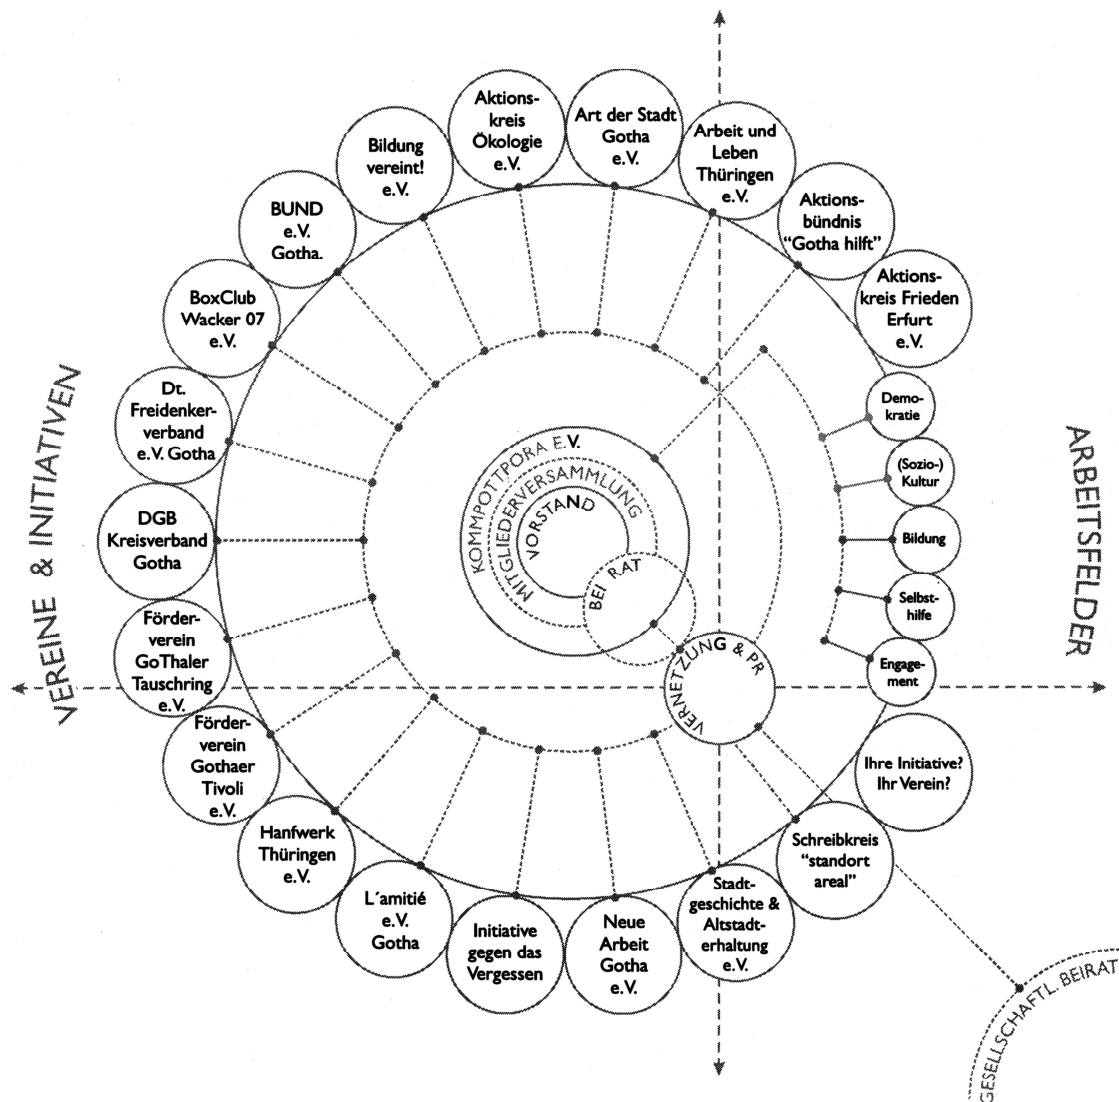 Aktions-
kreis
Ökologie
e.V.
Art der Stadt
Gotha
e.V.
Arbeit und
Leben
Thüringen
e.V.
Aktions-
bündnis
“Gotha hilft”
Aktions-
kreis Frieden
Erfurt
e.V.
Bildung
vereint!
e.V.
BUND
e.V.
Gotha.
BoxClub
Wacker 07
e.V.
Dt.
Freidenker-
verband
e.V. Gotha
DGB
Kreisverband
Gotha
Förder-
verein
GoThaler
Tauschring
e.V.
Förder-
verein
Gothaer
Tivoli
e.V.
Hanfwerk
Thüringen
e.V.
L´amitié
e.V.
Gotha
Initiative
gegen das
Vergessen
Neue
Arbeit
Gotha
e.V.
Stadt-
geschichte &
Altstadt-
erhaltung
e.V.
Schreibkreis
“standort
areal”
Ihre Initiative?
Ihr Verein?
Demo-
kratie
(Sozio-)
Kultur
Bildung
Selbst-
hilfe
Engage-
ment
VEREINE & INITIATIVEN
ARBEITSFELDER
KOMMPOTTPORA E.V.
MITGLIEDERVERSAMMLUNG
VORSTAND
BEI RAT
VERNETZUNG & PR
GESELLSCHAFTL. BEIRAT